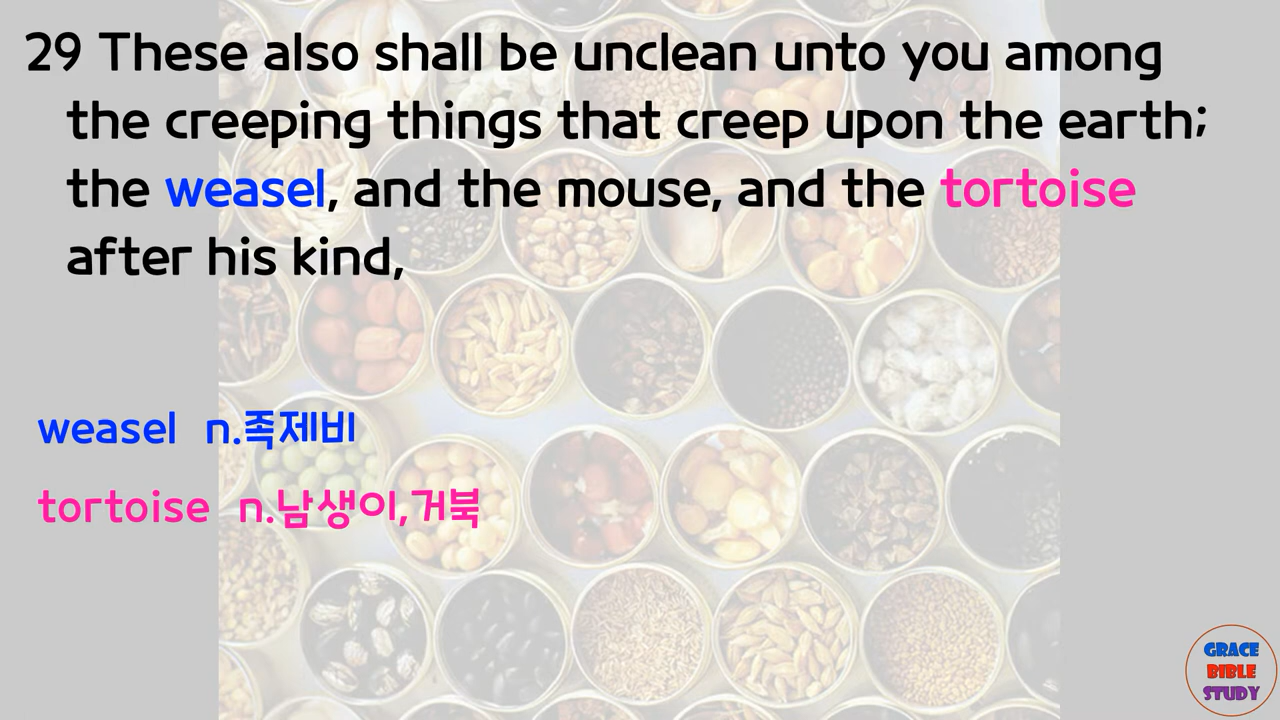 29 These also shall be unclean unto you among
the creeping things that creep upon the earth;
the weasel, and the mouse, and the tortoise
after his kind,
weasel n.족제비
tortoise n.남생이,거북
GRACE
BIBLE
STUDY